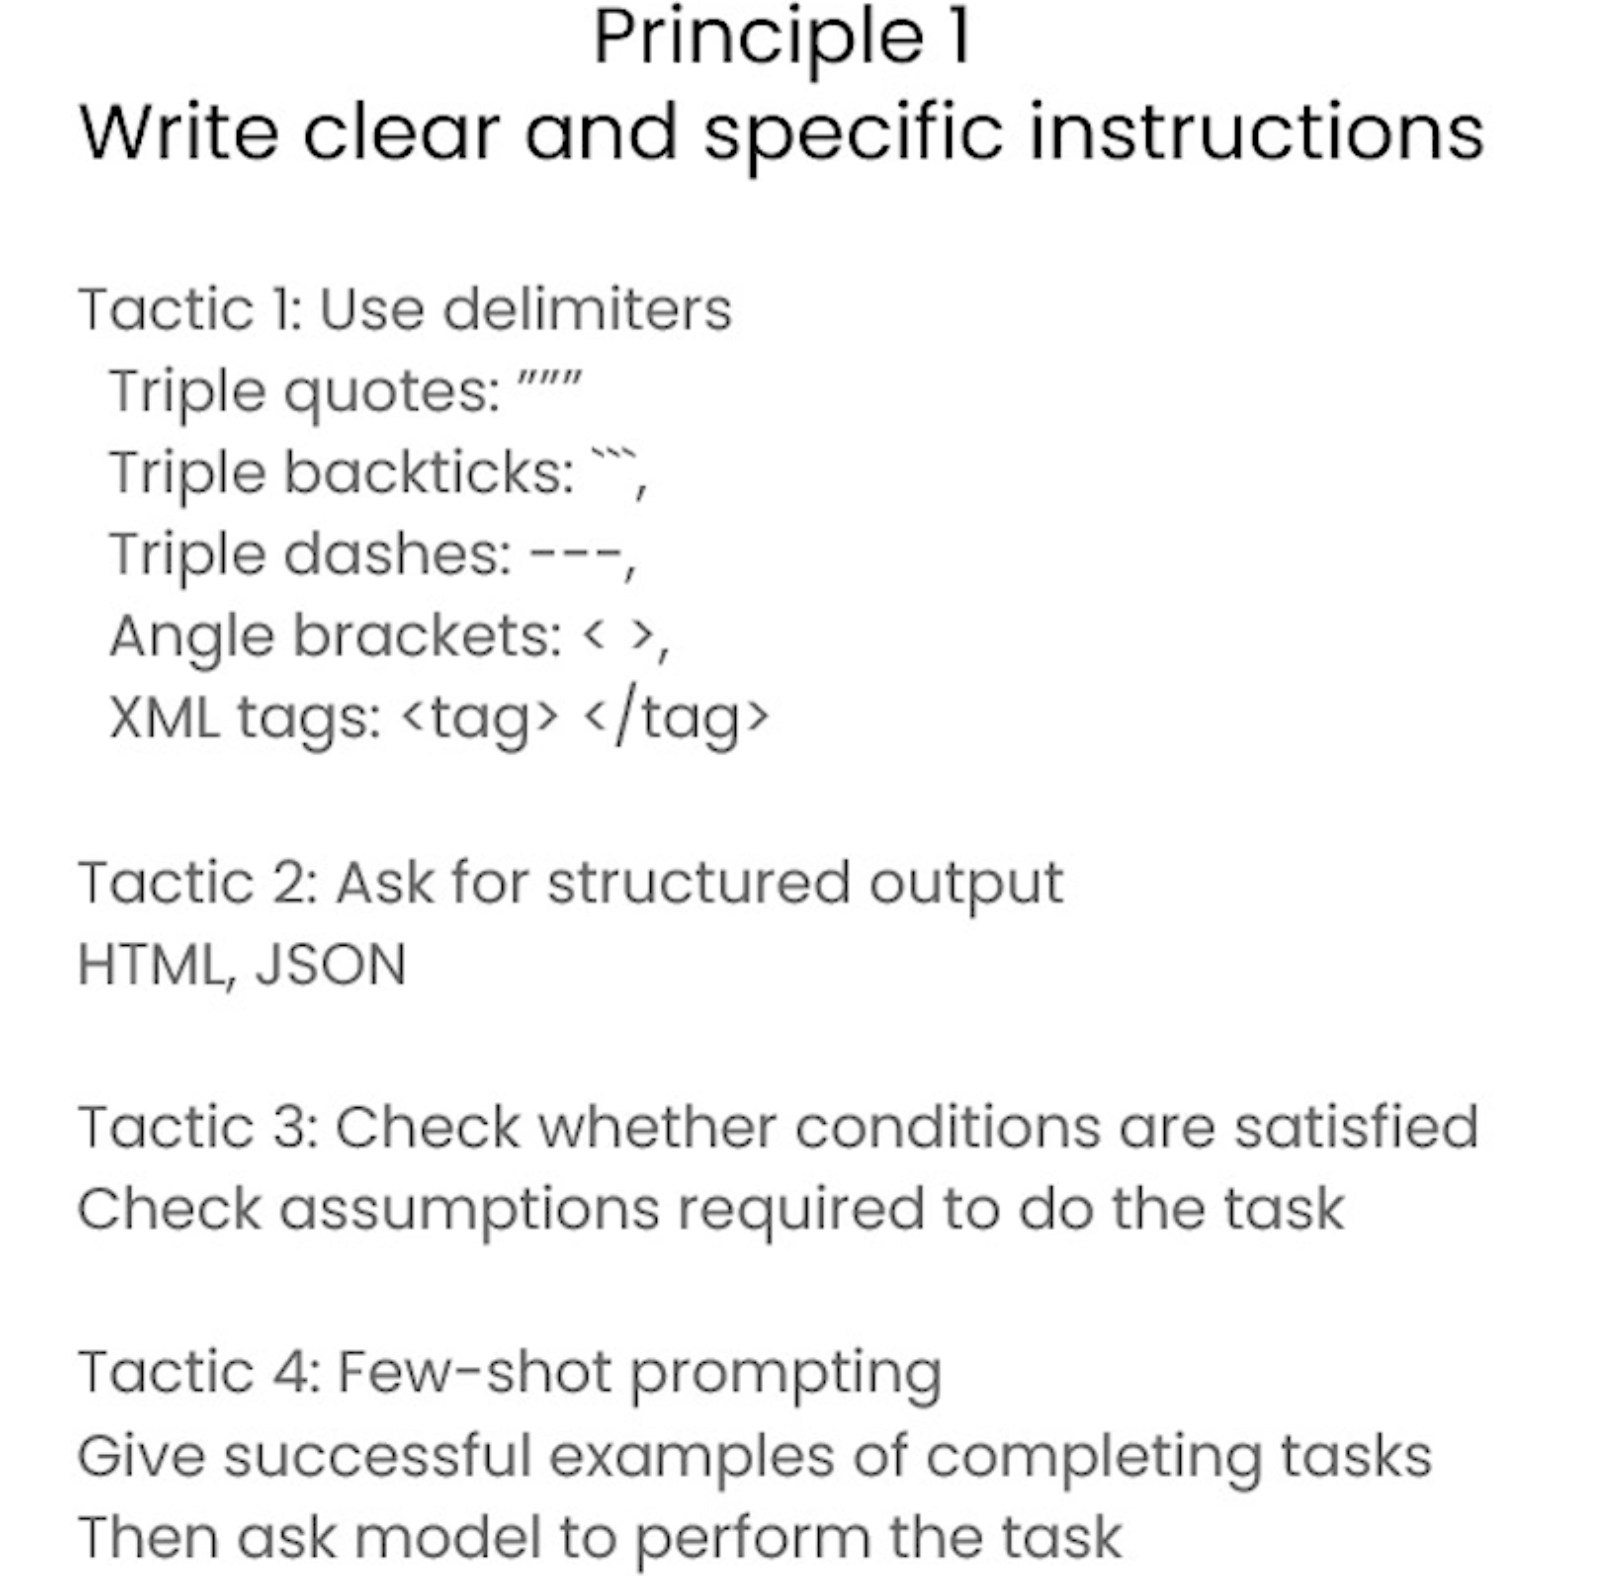 Principle 1
Write clear and specific instructions
Tactic 1: Use delimiters
Triple quotes: """
Triple backticks: ```,
Triple dashes: ---,
Angle brackets: < >,
XML tags: <tag> </tag>
Tactic 2: Ask for structured output
HTML, JSON
Tactic 3: Check whether conditions are satisfied
Check assumptions required to do the task
Tactic 4: Few-shot prompting
Give successful examples of completing tasks
Then ask model to perform the task